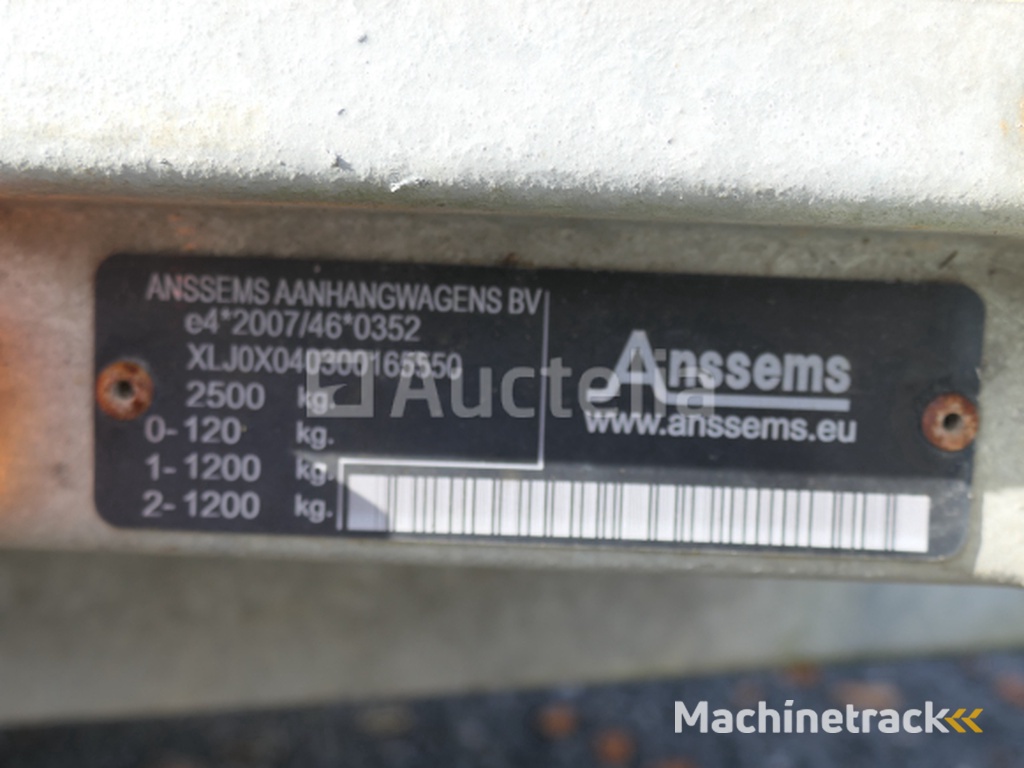 ANSSEMS AANHANGWAGENS BV
e4*2007/46*0352
XLJ0X040300165550
2500 kg.
0-120 kg.
1-1200 kg.
2-1200 kg.
Anssems
www.anssems.eu
Auctelia
Machinetrack